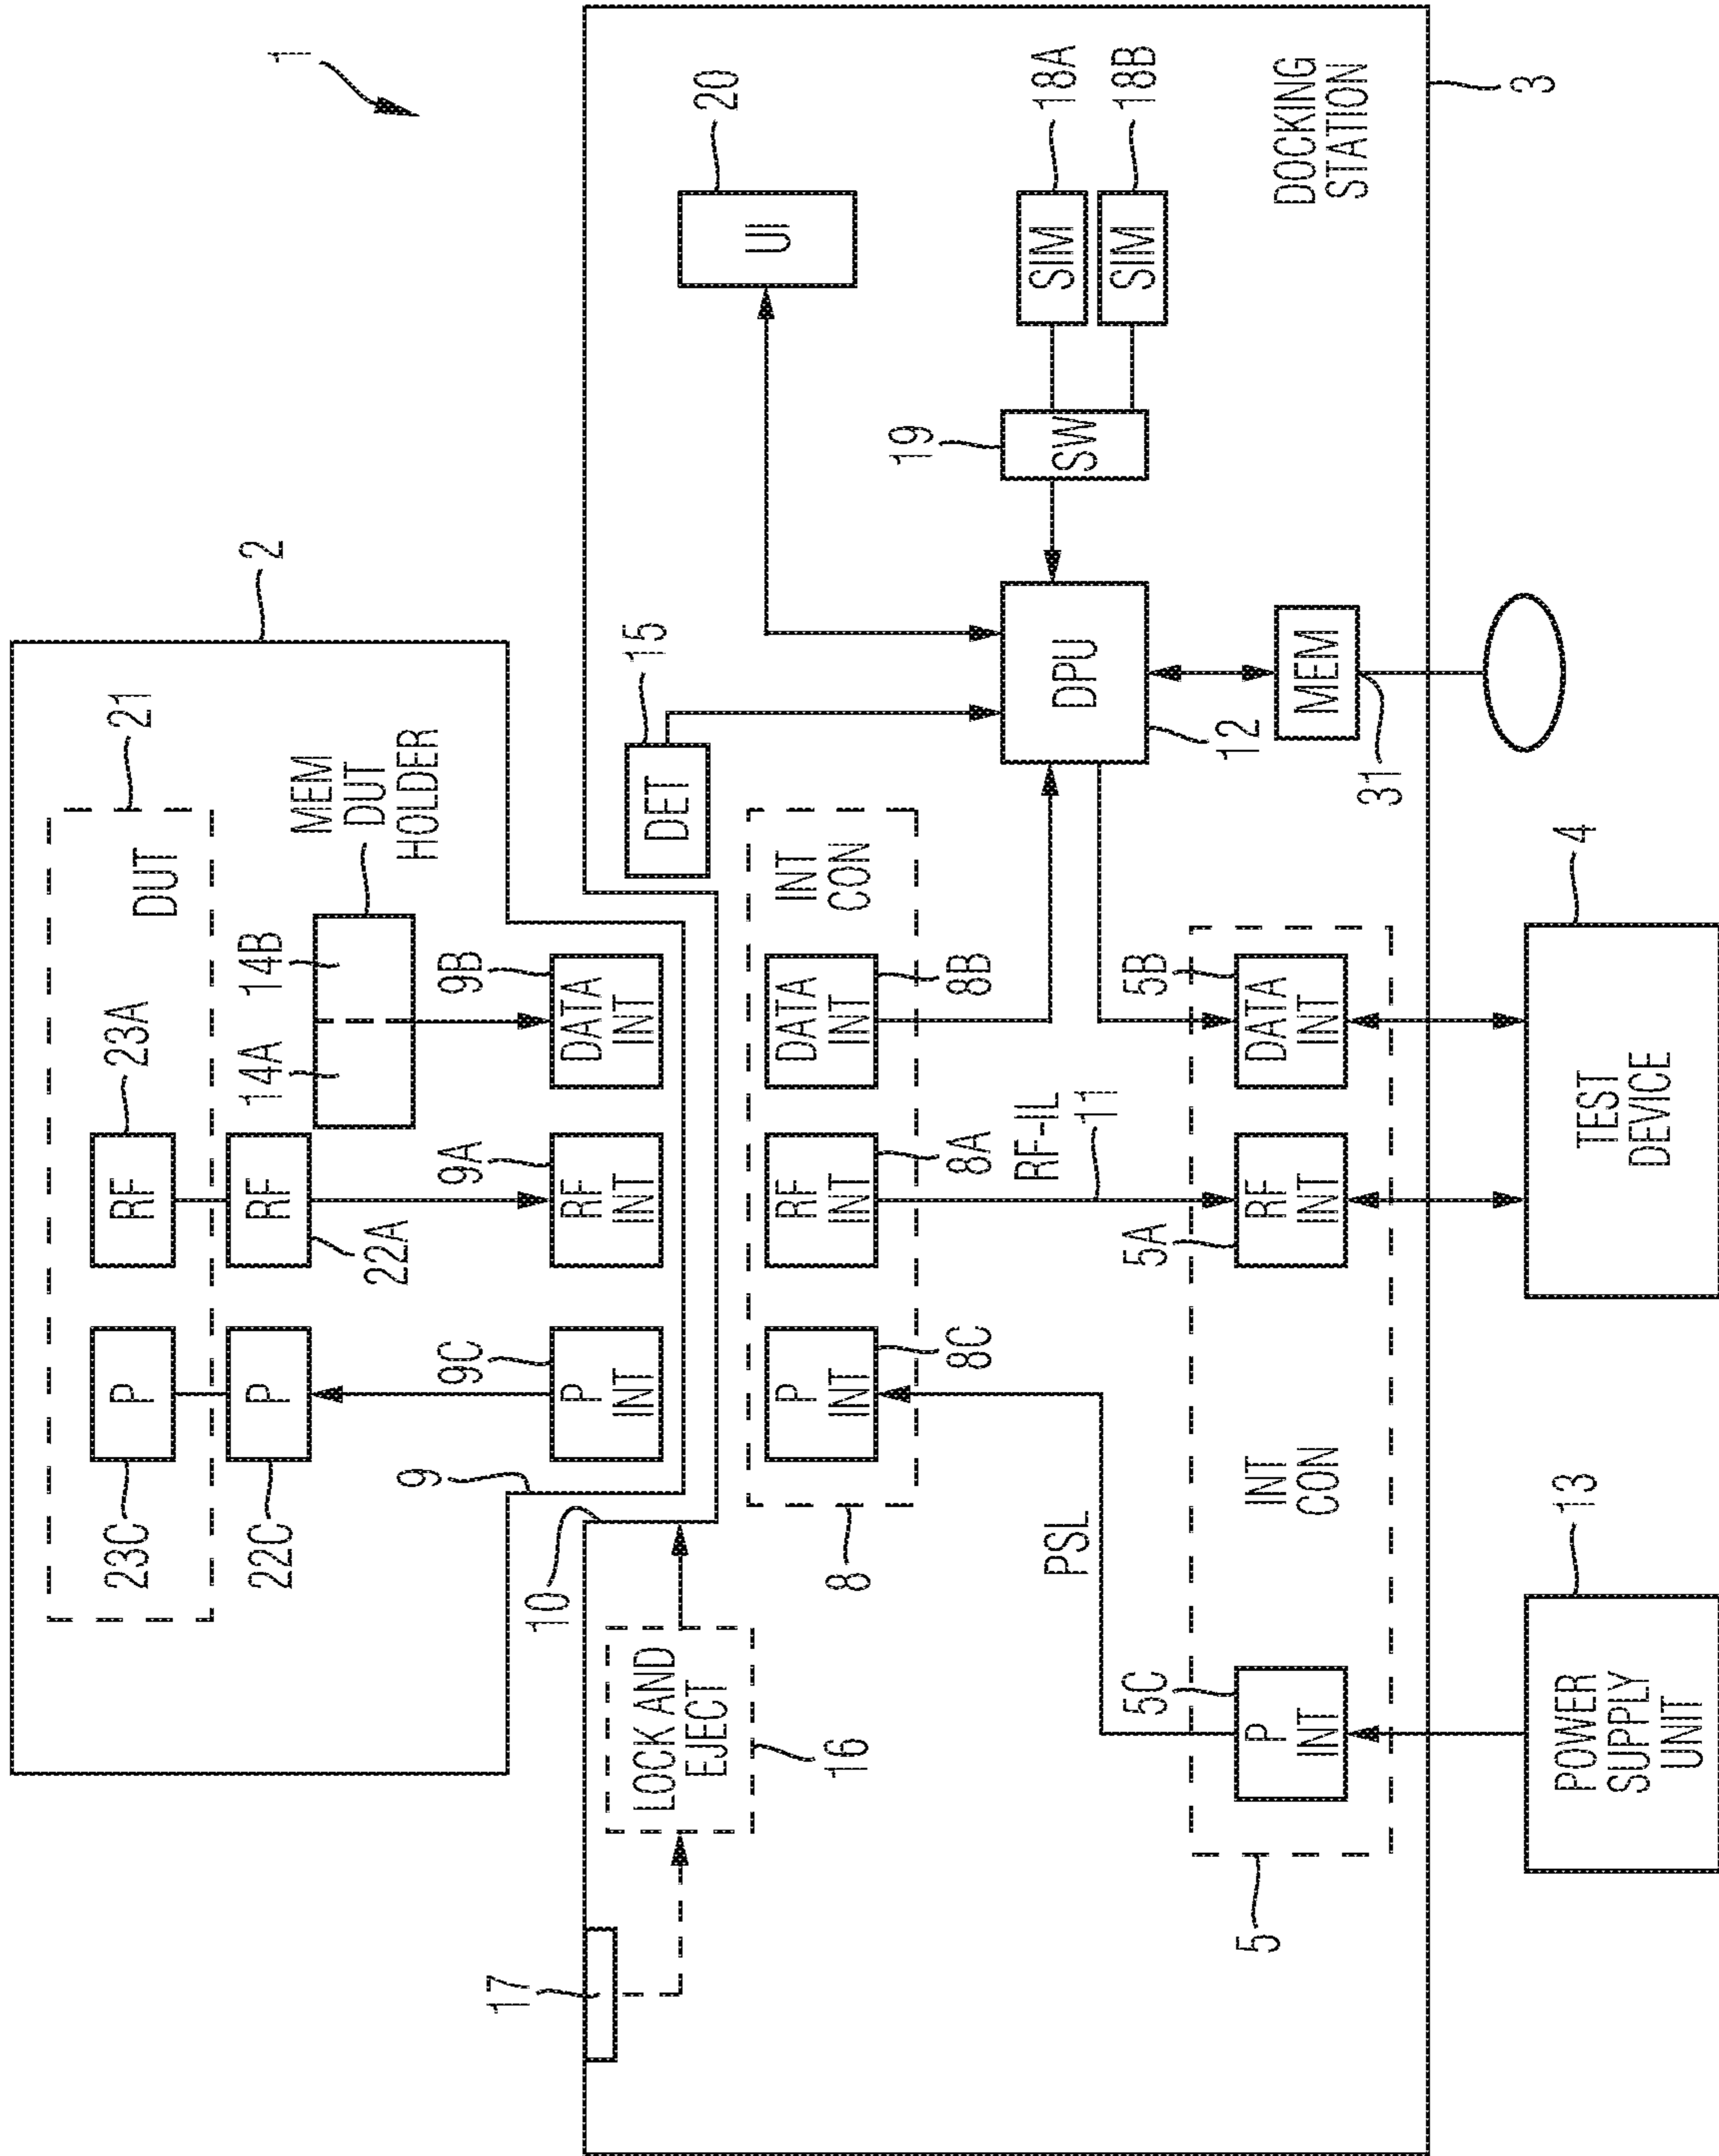 1
2
21
DUT
23C
P
23A
RF
22C
P
22A
RF
14A
14B
MEM
DUT
HOLDER
9
9C
P
INT
9A
RF
INT
9B
DATA
INT
10
17
LOCK AND
EJECT
16
15
DET
20
UI
8
8C
P
INT
8A
RF
INT
8B
DATA
INT
INT
CON
PSL
RF-IL
11
DPU
12
19
SW
SIM
18A
SIM
18B
MEM
31
5
5C
P
INT
INT
CON
5A
RF
INT
5B
DATA
INT
DOCKING
STATION
3
13
POWER
SUPPLY
UNIT
4
TEST
DEVICE